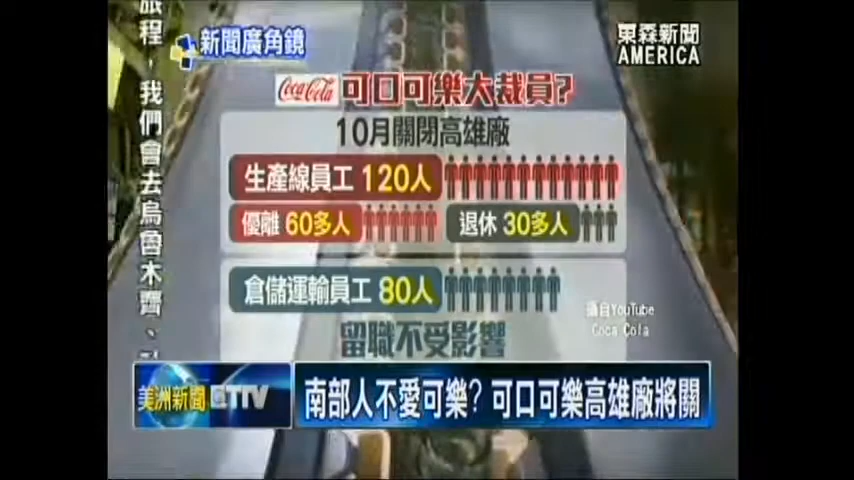 旅程，我們會去烏魯木齊、
新聞廣角鏡
東森新聞
AMERICA
Coca Cola 可口可樂大裁員?
10月關閉高雄廠
生產線員工 120人
優離 60多人
退休 30多人
倉儲運輸員工 80人
留職不受影響
摘自YouTube
Coca Cola
美洲新聞 ETTV
南部人不愛可樂? 可口可樂高雄廠將關